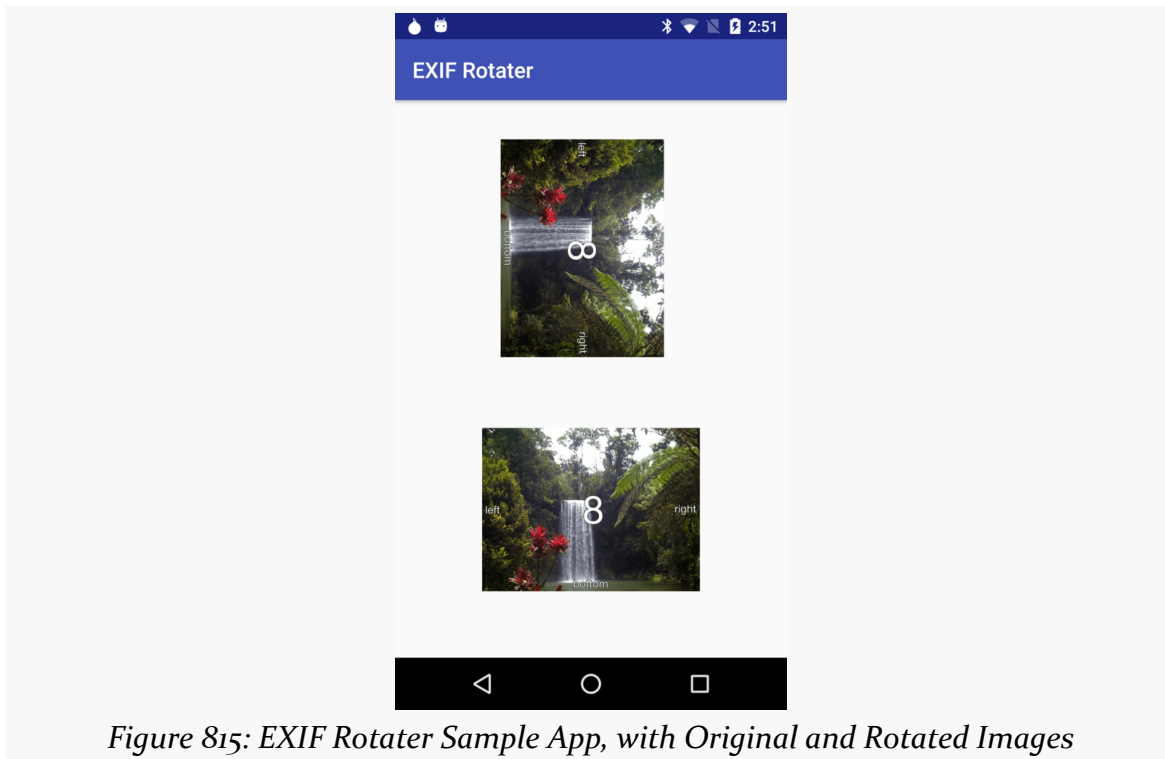 2:51
EXIF Rotater
left
8
bottom
right
8
left
right
bottom
Figure 815: EXIF Rotater Sample App, with Original and Rotated Images